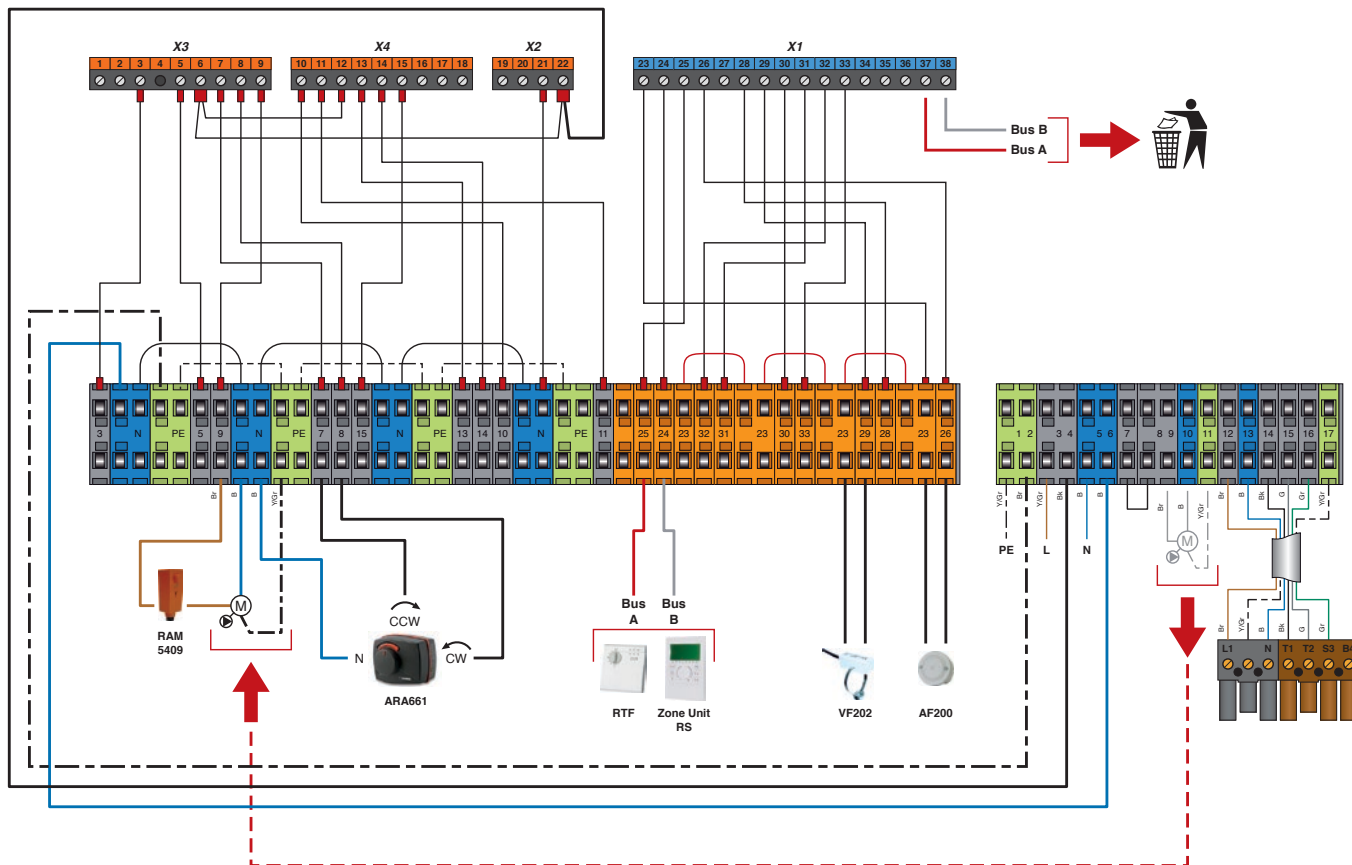 X3 X4 X2 X1
1 2 3 4 5 6 7 8 9 10 11 12 13 14 15 16 17 18 19 20 21 22 23 24 25 26 27 28 29 30 31 32 33 34 35 36 37 38
Bus B
Bus A
3 N PE 5 9 N PE 7 8 15 N PE 13 14 10 N PE 11 25 24 23 32 31 23 30 33 23 29 28 23 26 1 2 3 4 5 6 7 8 9 10 11 12 13 14 15 16 17
Br B B Y/Gr Y/Gr Br Y/Gr Bk B B Br B Y/Gr Br B Bk G Gr Y/Gr
PE L N
M
M
RAM
5409
CCW
N CW
ARA661
Bus
A
Bus
B
RTF
Zone Unit
RS
VF202
AF200
Br Y/Gr B Bk G Gr
L1 N T1 T2 S3 B4